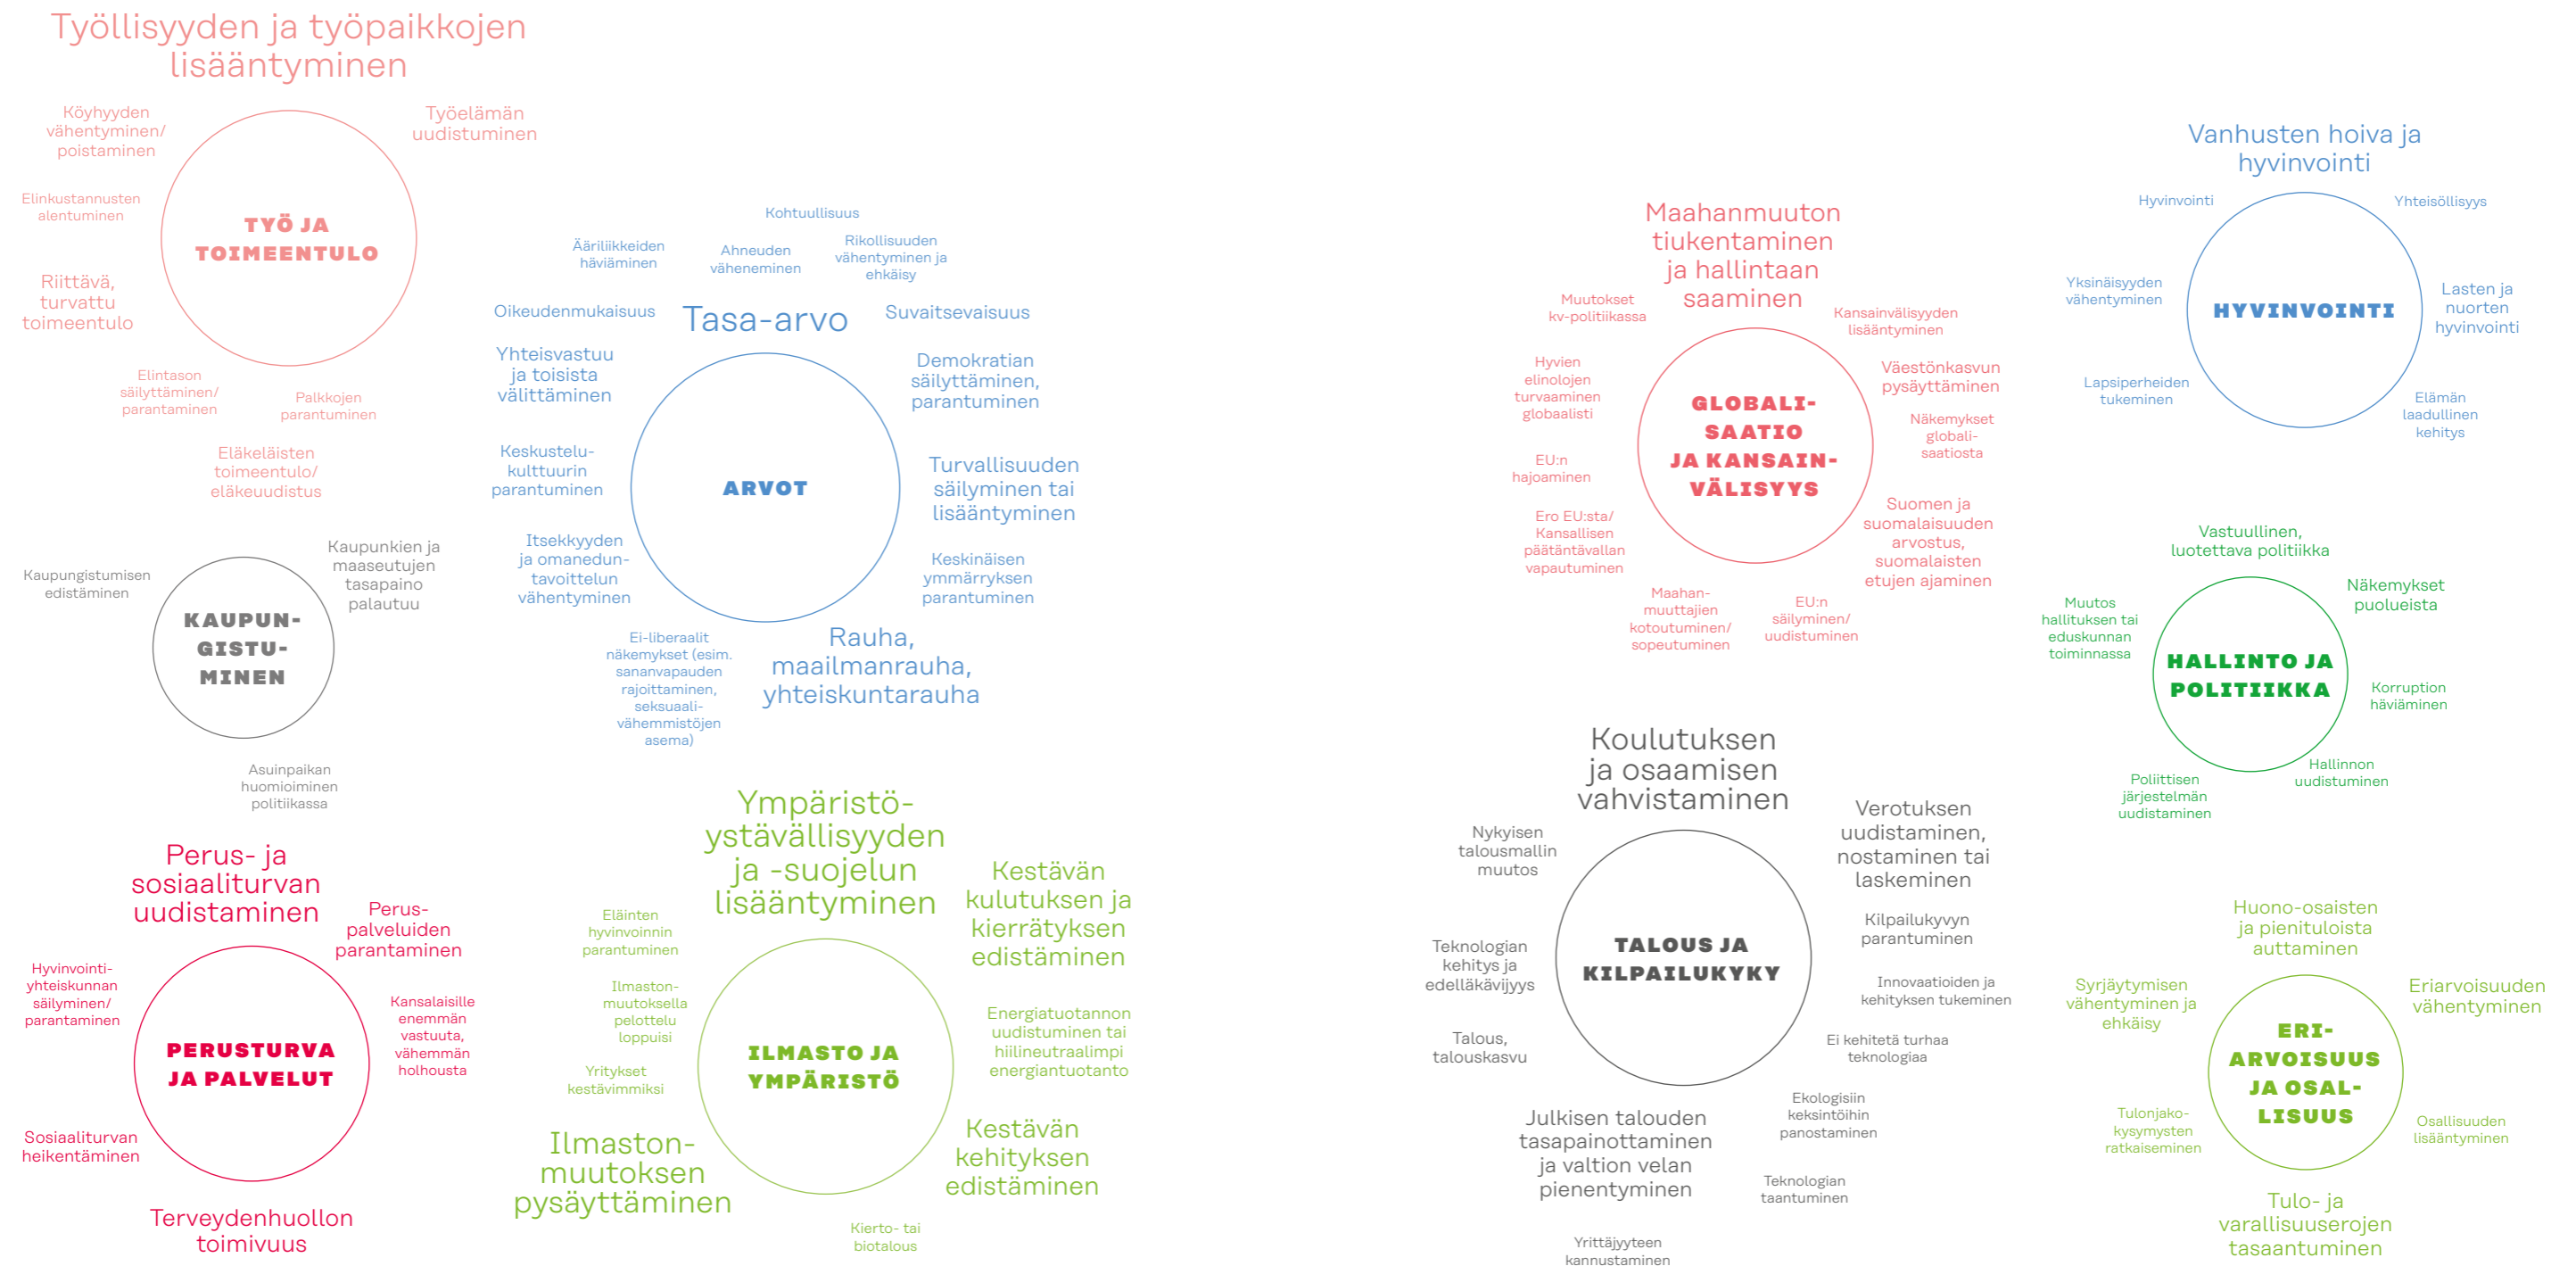 Työllisyyden ja työpaikkojen
lisääntyminen
Köyhyyden
vähentyminen/
poistaminen
Työelämän
uudistuminen
Elinkustannusten
alentuminen
TYÖ JA
TOIMEENTULO
Riittävä,
turvattu
toimeentulo
Elintason
säilyttäminen/
parantaminen
Palkkojen
parantuminen
Eläkeläisten
toimeentulo/
eläkeuudistus
Kohtuullisuus
Ääriliikkeiden
häviäminen
Ahneuden
väheneminen
Rikollisuuden
vähentyminen ja
ehkäisy
Oikeudenmukaisuus
Tasa-arvo
Suvaitsevaisuus
Yhteisvastuu
ja toisista
välittäminen
Demokratian
säilyttäminen,
parantuminen
Keskustelu-
kulttuurin
parantuminen
ARVOT
Turvallisuuden
säilyminen tai
lisääntyminen
Itsekkyyden
ja omanedun-
tavoittelun
vähentyminen
Keskinäisen
ymmärryksen
parantuminen
Ei-liberaalit
näkemykset (esim.
sananvapauden
rajoittaminen,
seksuaali-
vähemmistöjen
asema)
Rauha,
maailmanrauha,
yhteiskuntarauha
Kaupungistumisen
edistäminen
Kaupunkien ja
maaseutujen
tasapaino
palautuu
KAUPUN-
GISTU-
MINEN
Asuinpaikan
huomioiminen
politiikassa
Perus- ja
sosiaaliturvan
uudistaminen
Perus-
palveluiden
parantaminen
Hyvinvointi-
yhteiskunnan
säilyminen/
parantaminen
Kansalaisille
enemmän
vastuuta,
vähemmän
holhousta
PERUSTURVA
JA PALVELUT
Sosiaaliturvan
heikentäminen
Terveydenhuollon
toimivuus
Ympäristö-
ystävällisyyden
ja -suojelun
lisääntyminen
Kestävän
kulutuksen ja
kierrätyksen
edistäminen
Eläinten
hyvinvoinnin
parantuminen
Ilmaston-
muutoksella
pelottelu
loppuisi
Energiatuotannon
uudistuminen tai
hiilineutraalimpi
energiantuotanto
ILMASTO JA
YMPÄRISTÖ
Yritykset
kestävimmiksi
Ilmaston-
muutoksen
pysäyttäminen
Kestävän
kehityksen
edistäminen
Kierto- tai
biotalous
Maahanmuuton
tiukentaminen
ja hallintaan
saaminen
Muutokset
kv-politiikassa
Kansainvälisyyden
lisääntyminen
Hyvien
elinolojen
turvaaminen
globaalisti
Väestönkasvun
pysäyttäminen
GLOBALI-
SAATIO
JA KANSAIN-
VÄLISYYS
Näkemykset
globali-
saatiosta
EU:n
hajoaminen
Suomen ja
suomalaisuuden
arvostus,
suomalaisten
etujen ajaminen
Ero EU:sta/
Kansallisen
päätäntävallan
vapautuminen
Maahan-
muuttajien
kotoutuminen/
sopeutuminen
EU:n
säilyminen/
uudistuminen
Vanhusten hoiva ja
hyvinvointi
Hyvinvointi
Yhteisöllisyys
Yksinäisyyden
vähentyminen
HYVINVOINTI
Lasten ja
nuorten
hyvinvointi
Lapsiperheiden
tukeminen
Elämän
laadullinen
kehitys
Vastuullinen,
luotettava politiikka
Näkemykset
puolueista
Muutos
hallituksen tai
eduskunnan
toiminnassa
HALLINTO JA
POLITIIKKA
Korruption
häviäminen
Hallinnon
uudistuminen
Poliittisen
järjestelmän
uudistaminen
Koulutuksen
ja osaamisen
vahvistaminen
Verotuksen
uudistaminen,
nostaminen tai
laskeminen
Nykyisen
talousmallin
muutos
Kilpailukyvyn
parantuminen
Teknologian
kehitys ja
edelläkävijyys
TALOUS JA
KILPAILUKYKY
Innovaatioiden ja
kehityksen tukeminen
Talous,
talouskasvu
Ei kehitetä turhaa
teknologiaa
Julkisen talouden
tasapainottaminen
ja valtion velan
pienentyminen
Ekologisiin
keksintöihin
panostaminen
Teknologian
taantuminen
Yrittäjyyteen
kannustaminen
Huono-osaisten
ja pienituloista
auttaminen
Syrjäytymisen
vähentyminen ja
ehkäisy
Eriarvoisuuden
vähentyminen
ERI-
ARVOISUUS
JA OSAL-
LISUUS
Tulonjako-
kysymysten
ratkaiseminen
Osallisuuden
lisääntyminen
Tulo- ja
varallisuuserojen
tasaantuminen